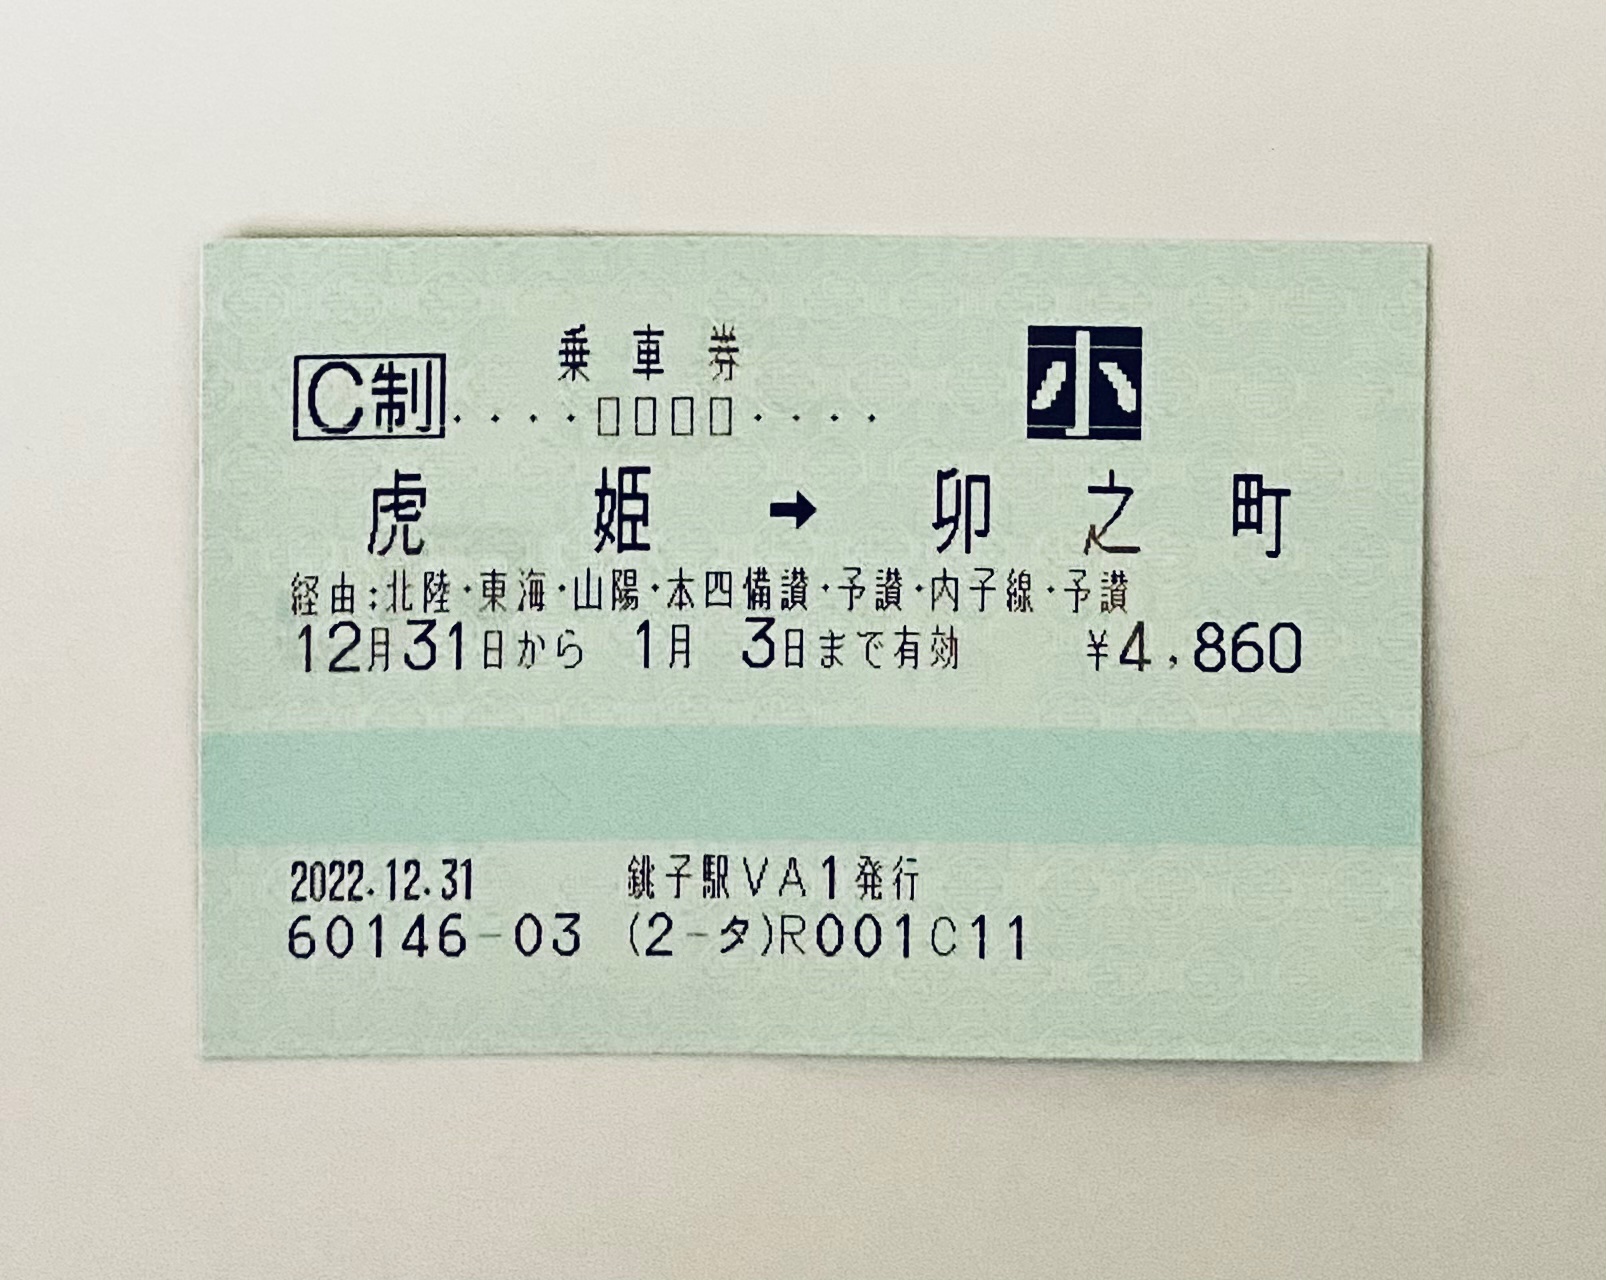 乗車券
C制 ‥‥□□□□‥‥ 小
虎姫 → 卯之町
経由:北陸・東海・山陽・本四備讃・予讃・内子線・予讃
12月31日から 1月 3日まで有効 ¥4,860
2022.12.31 銚子駅VA1発行
60146-03 (2-タ)R001C11